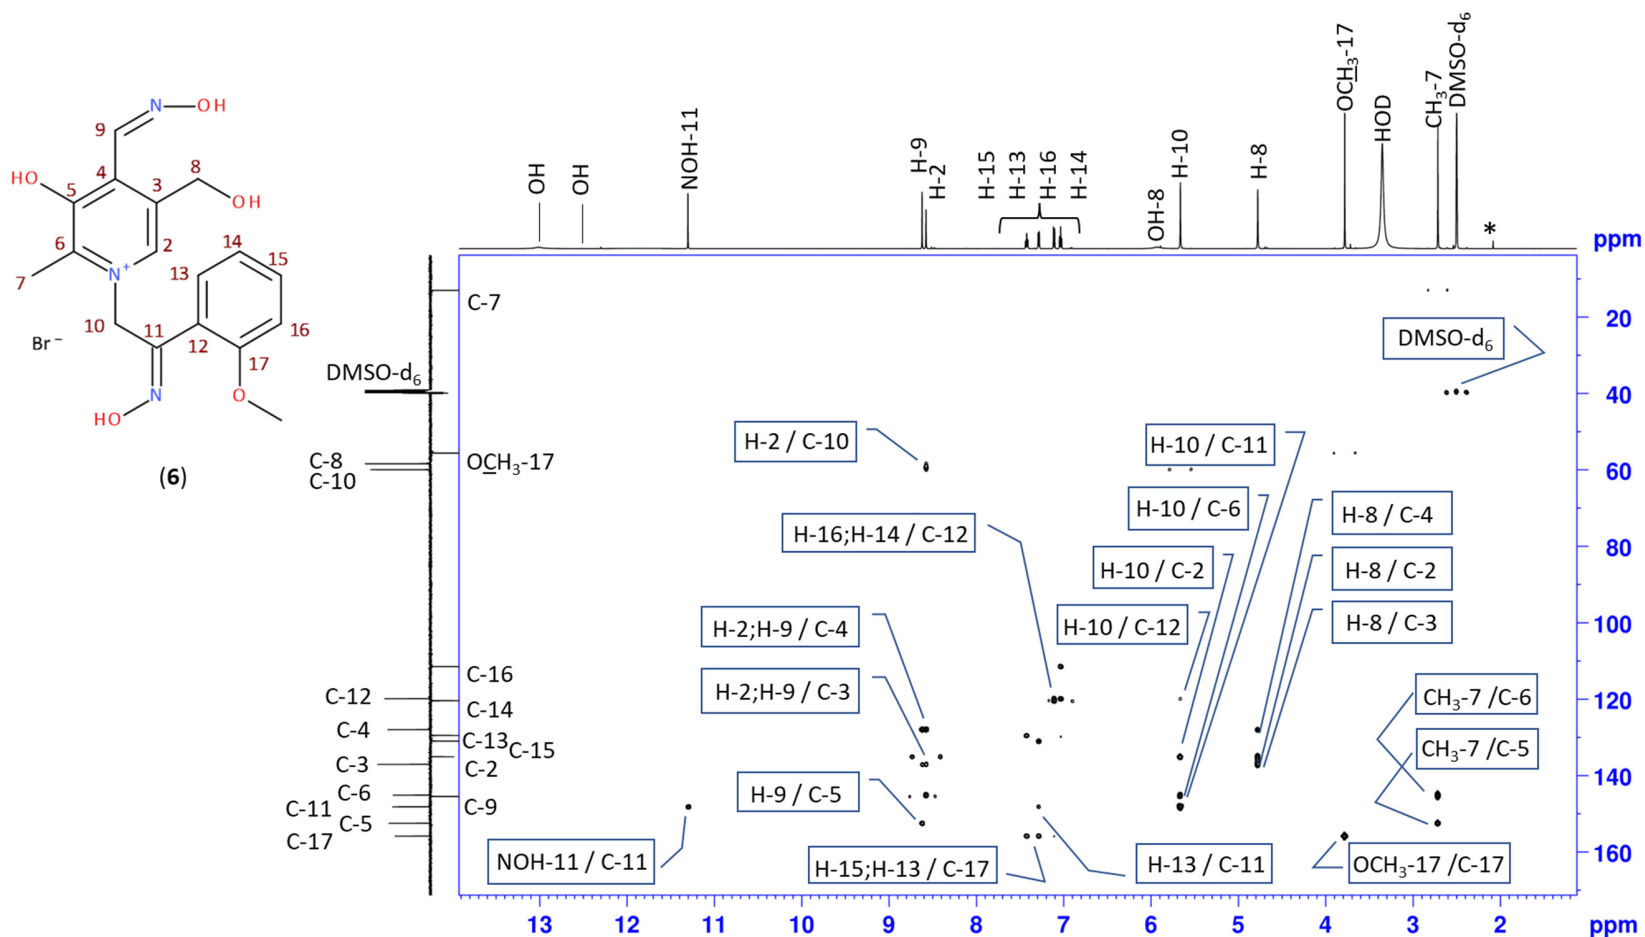 OH
OH
NOH-11
H-9
H-2
H-15
H-13
H-16
H-14
OH-8
H-10
H-8
OCH3-17
HOD
CH3-7
DMSO-d6
*
ppm
N OH
9
8
4
HO 5 3 OH
6 2
7 N+
14
13 15
10 11 12 16
17
Br−
N O
HO
(6)
C-7
DMSO-d6
C-8
C-10
OCH3-17
C-16
C-12
C-14
C-4
C-13
C-15
C-3
C-2
C-6
C-9
C-11
C-5
C-17
DMSO-d6
H-2 / C-10
H-10 / C-11
H-10 / C-6
H-8 / C-4
H-16;H-14 / C-12
H-10 / C-2
H-8 / C-2
H-10 / C-12
H-8 / C-3
H-2;H-9 / C-4
H-2;H-9 / C-3
CH3-7 /C-6
CH3-7 /C-5
H-9 / C-5
NOH-11 / C-11
H-15;H-13 / C-17
H-13 / C-11
OCH3-17 /C-17
20
40
60
80
100
120
140
160
13 12 11 10 9 8 7 6 5 4 3 2 ppm